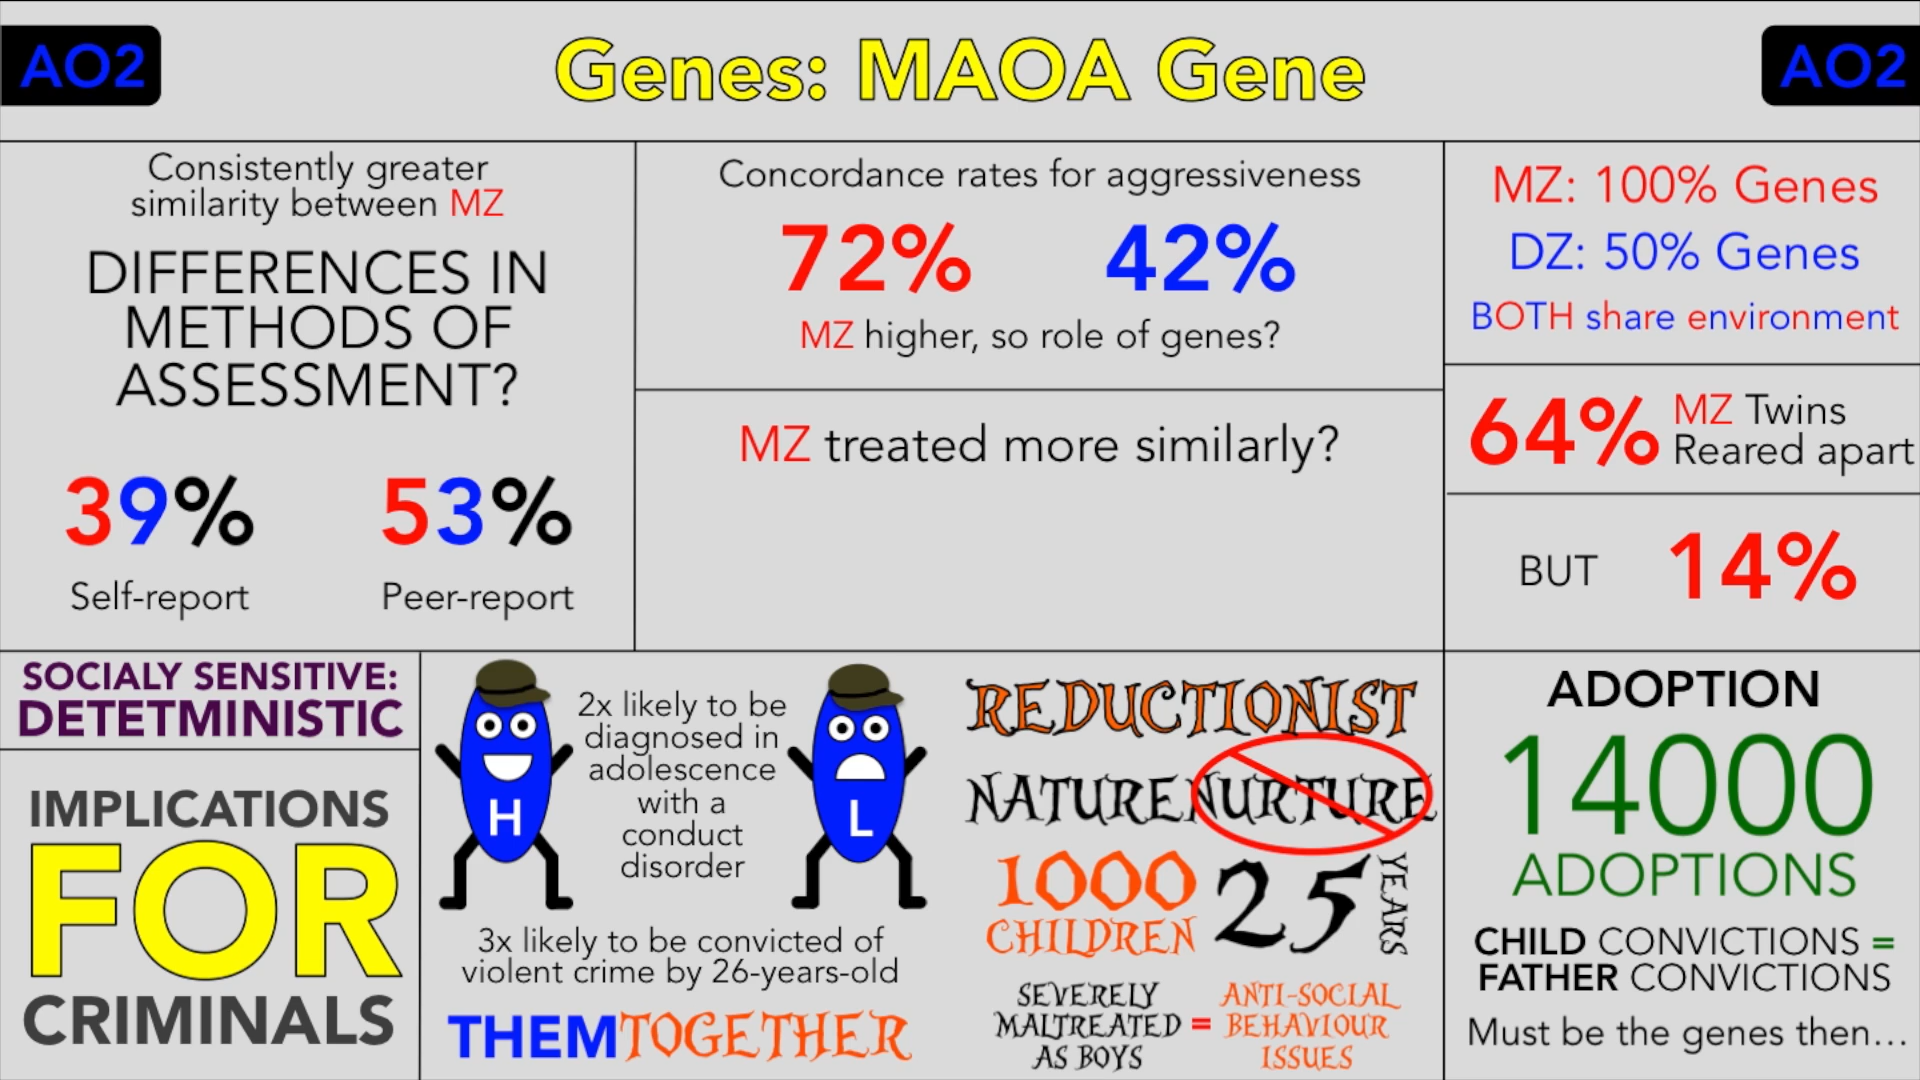 AO2
Genes: MAOA Gene
AO2
Consistently greater
similarity between MZ
DIFFERENCES IN
METHODS OF
ASSESSMENT?
39%
53%
Self-report
Peer-report
Concordance rates for aggressiveness
72%
42%
MZ higher, so role of genes?
MZ treated more similarly?
MZ: 100% Genes
DZ: 50% Genes
BOTH share environment
64%
MZ Twins
Reared apart
BUT
14%
SOCIALY SENSITIVE:
DETETMINISTIC
IMPLICATIONS
FOR
CRIMINALS
H
2x likely to be
diagnosed in
adolescence
with a
conduct
disorder
L
3x likely to be convicted of
violent crime by 26-years-old
THEMTOGETHER
REDUCTIONIST
NATURE NURTURE
1000
CHILDREN
25
YEARS
SEVERELY
MALTREATED
AS BOYS
=
ANTI-SOCIAL
BEHAVIOUR
ISSUES
ADOPTION
14000
ADOPTIONS
CHILD CONVICTIONS =
FATHER CONVICTIONS
Must be the genes then...